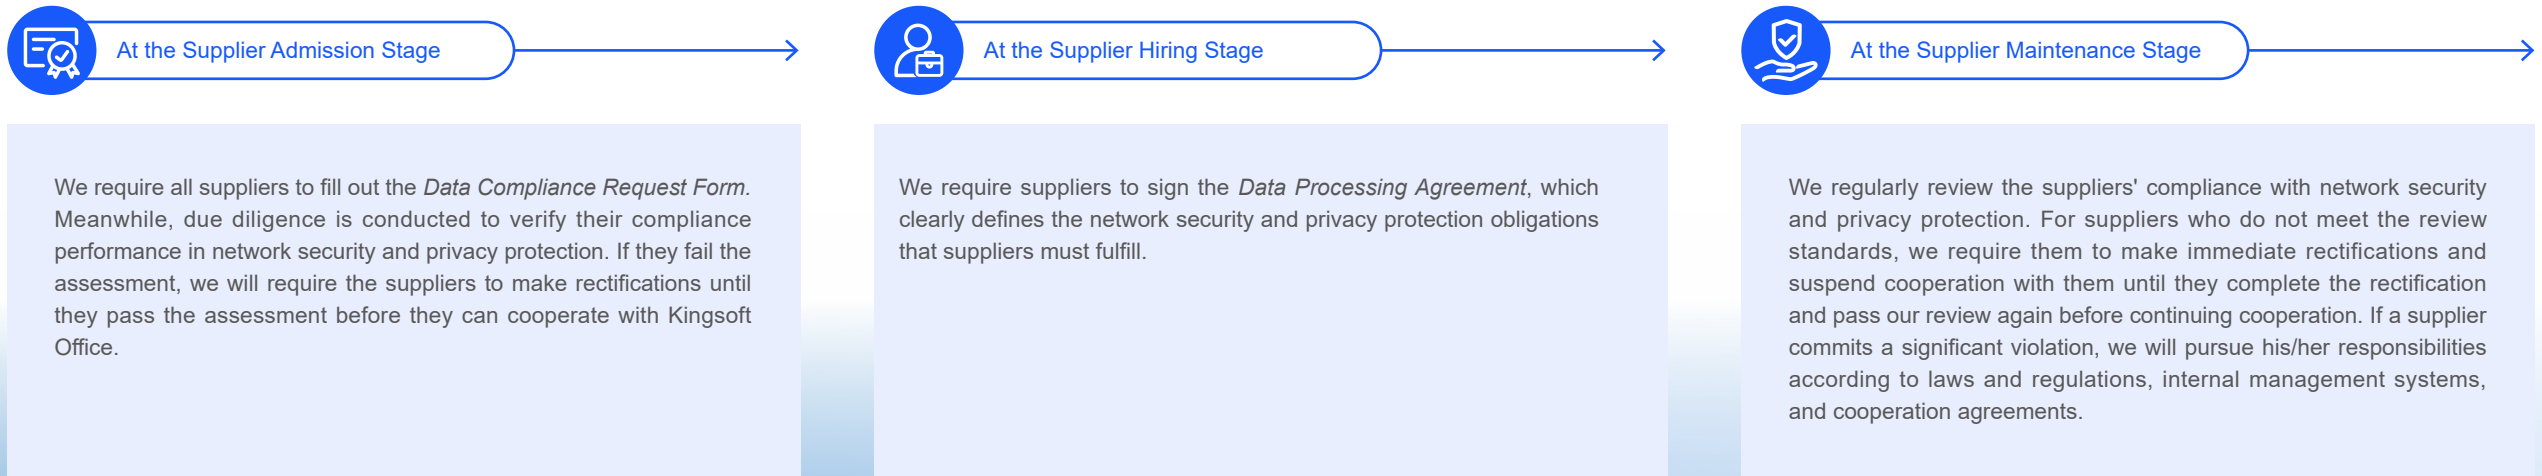 At the Supplier Admission Stage
We require all suppliers to fill out the Data Compliance Request Form.
Meanwhile, due diligence is conducted to verify their compliance
performance in network security and privacy protection. If they fail the
assessment, we will require the suppliers to make rectifications until
they pass the assessment before they can cooperate with Kingsoft
Office.
At the Supplier Hiring Stage
We require suppliers to sign the Data Processing Agreement, which
clearly defines the network security and privacy protection obligations
that suppliers must fulfill.
At the Supplier Maintenance Stage
We regularly review the suppliers' compliance with network security
and privacy protection. For suppliers who do not meet the review
standards, we require them to make immediate rectifications and
suspend cooperation with them until they complete the rectification
and pass our review again before continuing cooperation. If a supplier
commits a significant violation, we will pursue his/her responsibilities
according to laws and regulations, internal management systems,
and cooperation agreements.